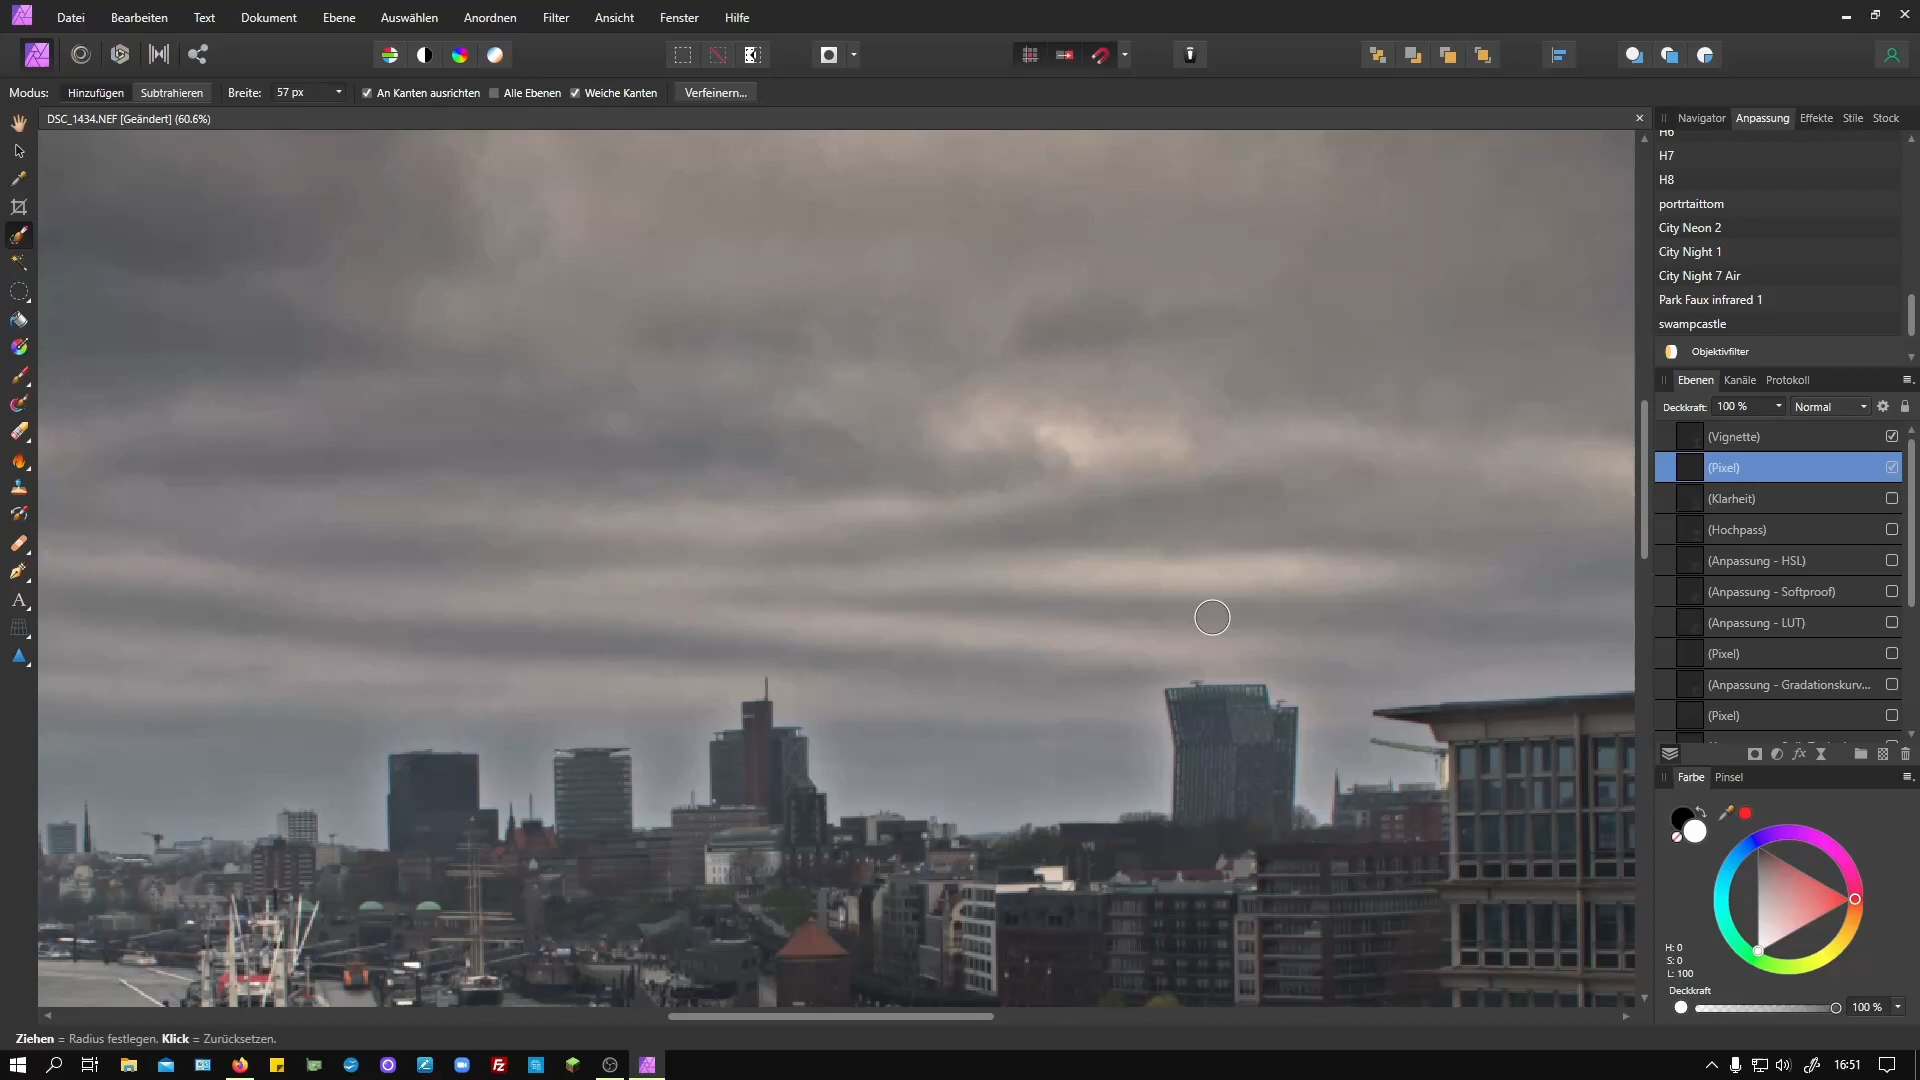 Datei Bearbeiten Text Dokument Ebene Auswählen Anordnen Filter Ansicht Fenster Hilfe
Modus: Hinzufügen Subtrahieren Breite: 57 px An Kanten ausrichten Alle Ebenen Weiche Kanten Verfeinern...
DSC_1434.NEF [Geändert] (60.6%)
Navigator Anpassung Effekte Stile Stock
H6
H7
H8
portrtaittom
City Neon 2
City Night 1
City Night 7 Air
Park Faux infrared 1
swampcastle
Objektivfilter
Ebenen Kanäle Protokoll
Deckkraft: 100 % Normal
(Vignette)
(Pixel)
(Klarheit)
(Hochpass)
(Anpassung - HSL)
(Anpassung - Softproof)
(Anpassung - LUT)
(Pixel)
(Anpassung - Gradationskurv...
(Pixel)
Farbe Pinsel
H: 0
S: 0
L: 100
Deckkraft
100 %
Ziehen = Radius festlegen. Klick = Zurücksetzen.
16:51